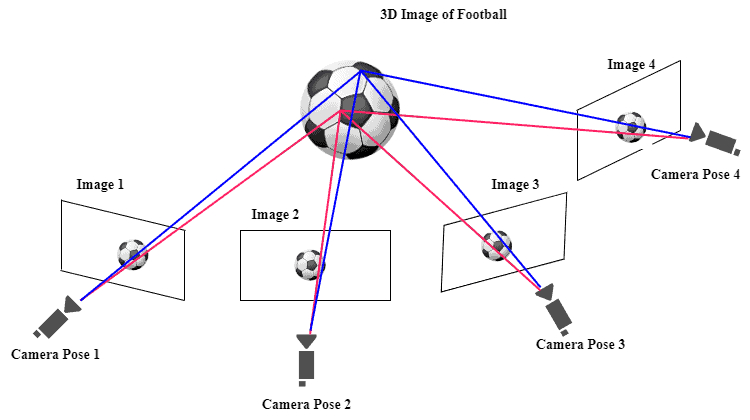 3D Image of Football
Image 4
Camera Pose 4
Image 1
Image 2
Image 3
Camera Pose 1
Camera Pose 2
Camera Pose 3